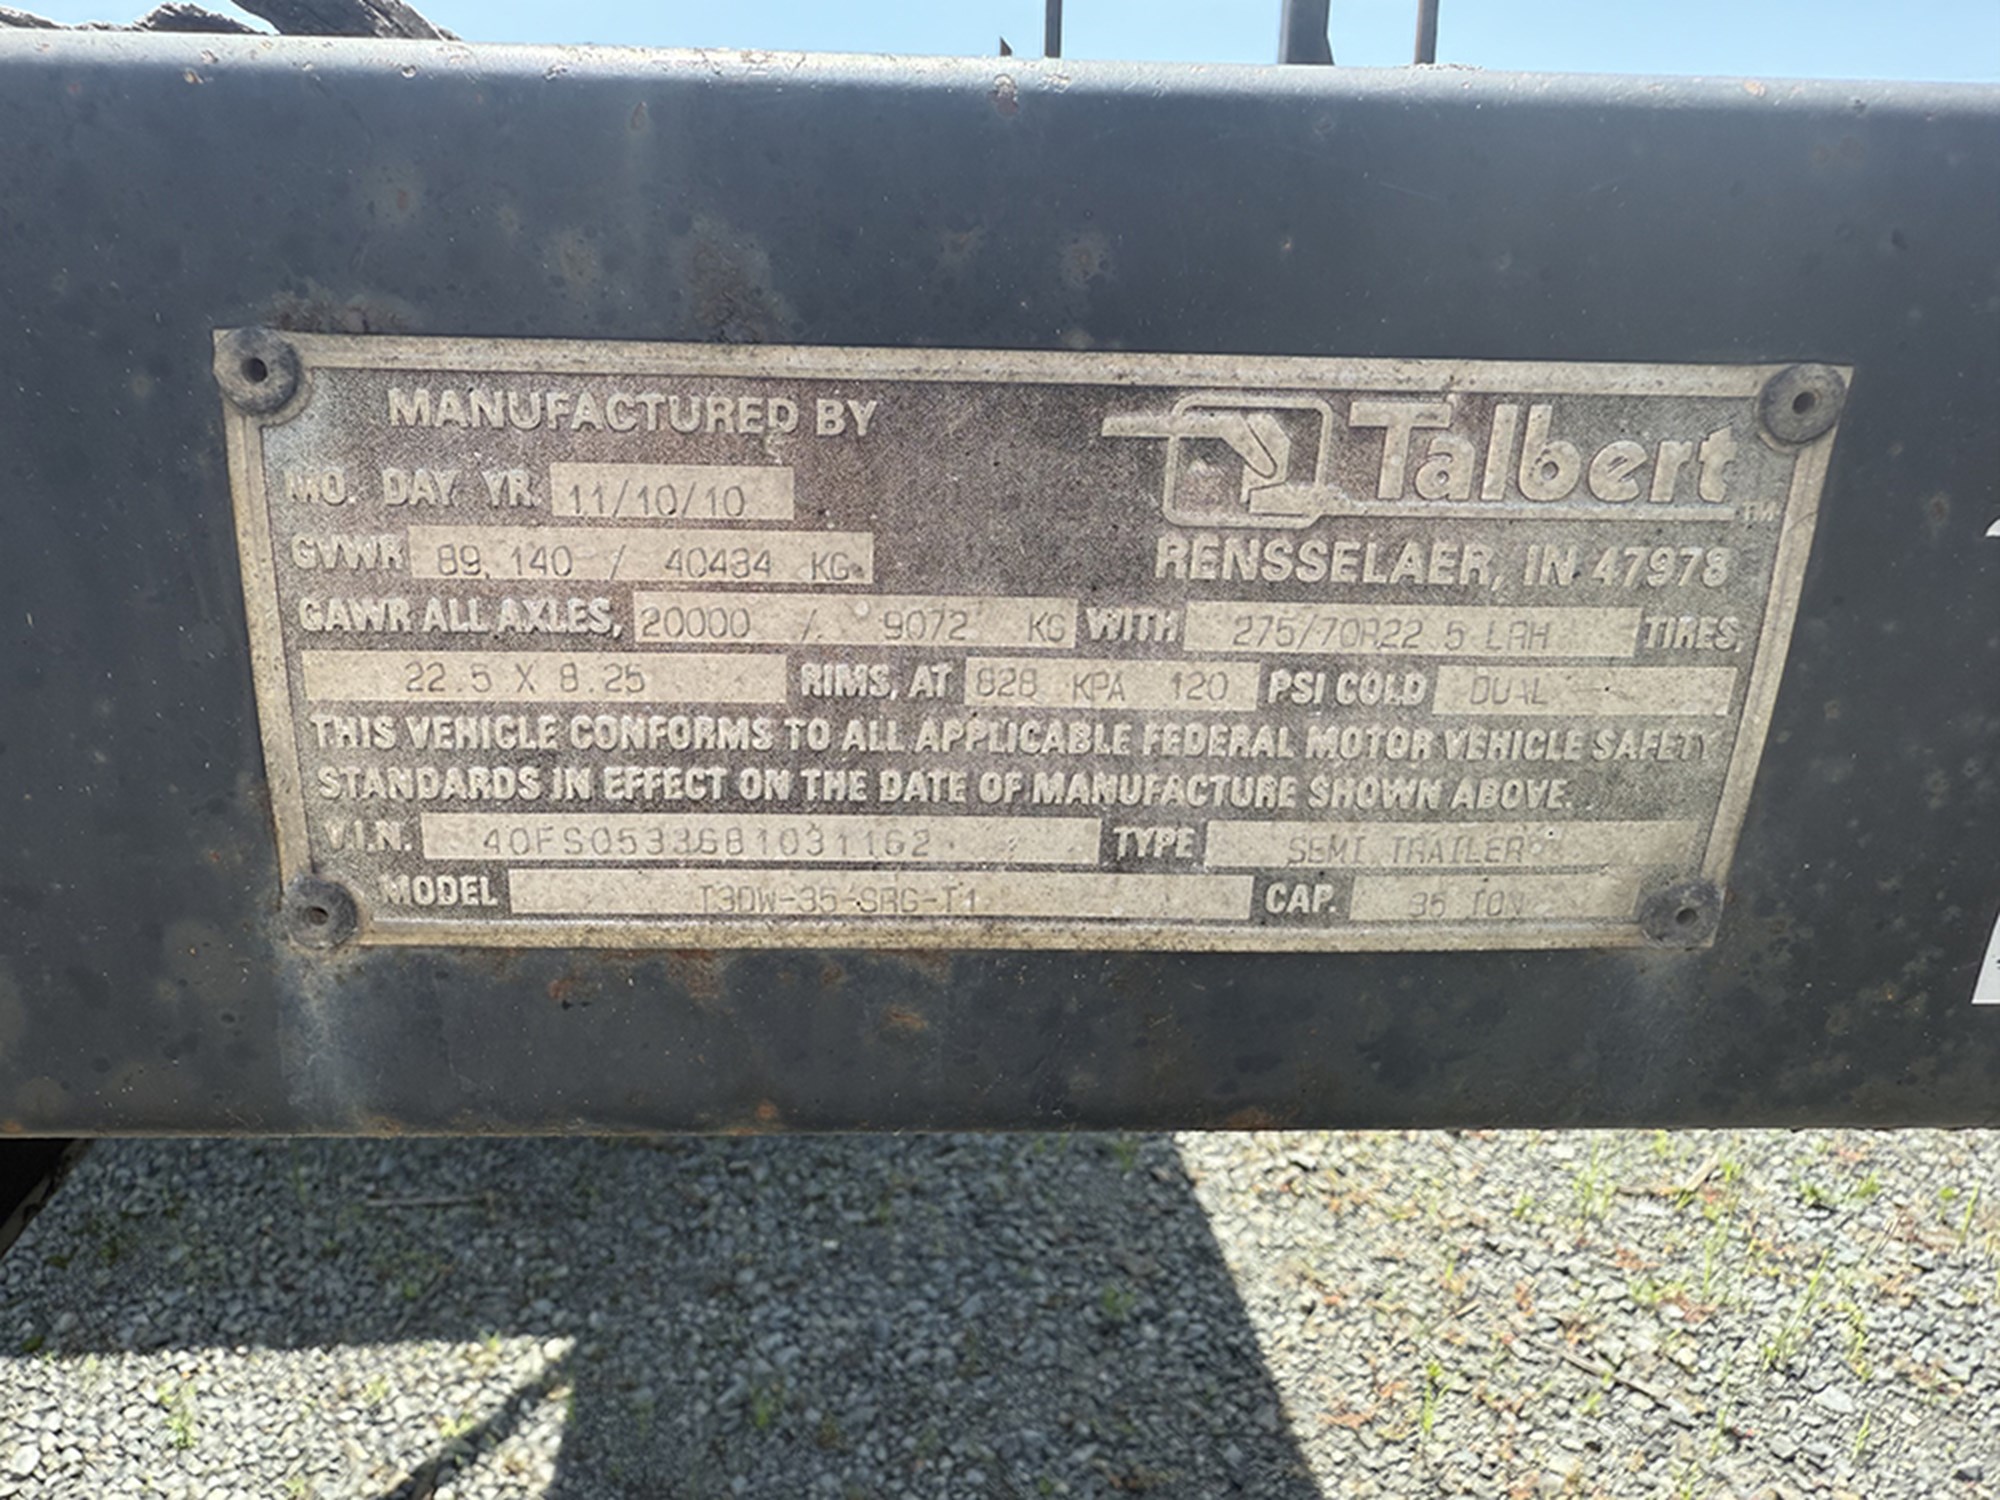 MANUFACTURED BY
Talbert TM
MO. DAY YR. 11/10/10
RENSSELAER, IN 47978
GVWR 89,140 / 40434 KG
GAWR ALL AXLES, 20000 / 9072 KG WITH 275/70R22.5 LRH TIRES,
22.5 X 8.25 RIMS, AT 828 KPA 120 PSI COLD DUAL
THIS VEHICLE CONFORMS TO ALL APPLICABLE FEDERAL MOTOR VEHICLE SAFETY
STANDARDS IN EFFECT ON THE DATE OF MANUFACTURE SHOWN ABOVE.
V.I.N. TYPE SEMI TRAILER
MODEL T3DW-35-SRG-T1 CAP. 35 TON